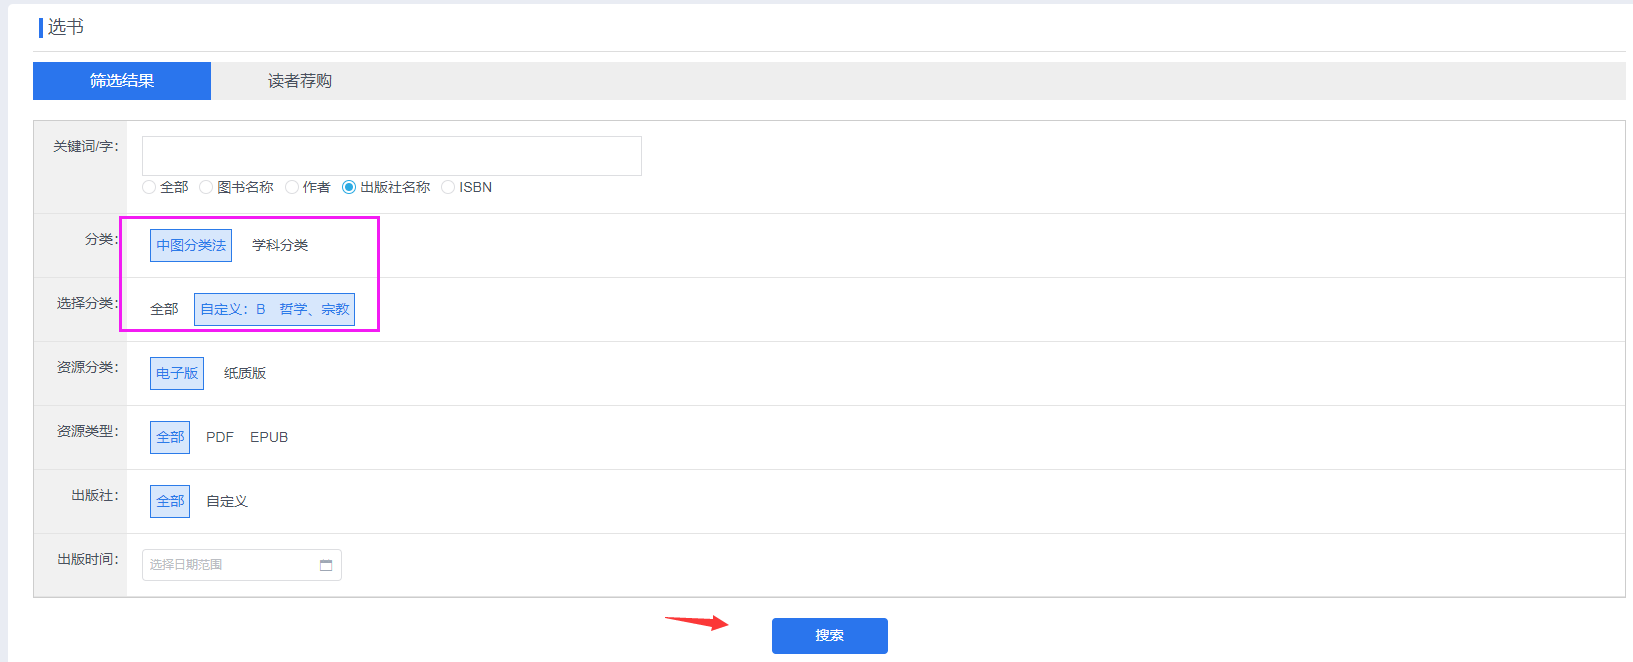 选书
筛选结果 读者荐购
关键词/字：
全部 图书名称 作者 出版社名称 ISBN
分类： 中图分类法 学科分类
选择分类： 全部 自定义：B 哲学、宗教
资源分类： 电子版 纸质版
资源类型： 全部 PDF EPUB
出版社： 全部 自定义
出版时间： 选择日期范围
搜索